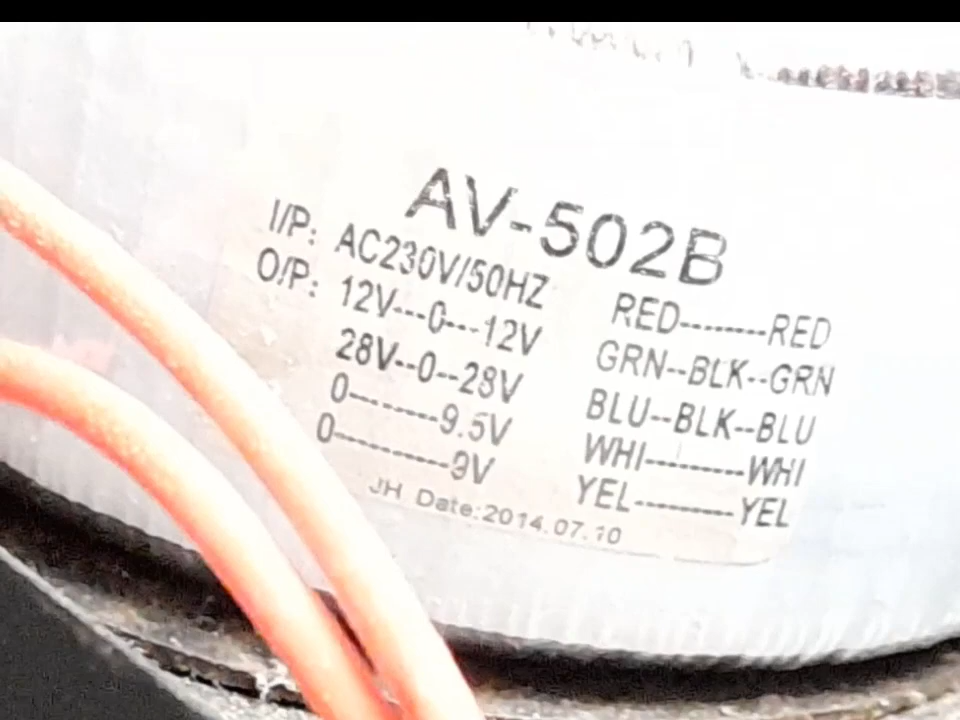 AV-502B
I/P: AC230V/50HZ RED--------RED
O/P: 12V---0---12V GRN--BLK--GRN
28V--0--28V BLU--BLK--BLU
0--------9.5V WHI---------WHI
0----------9V YEL---------YEL
JH Date:2014.07.10